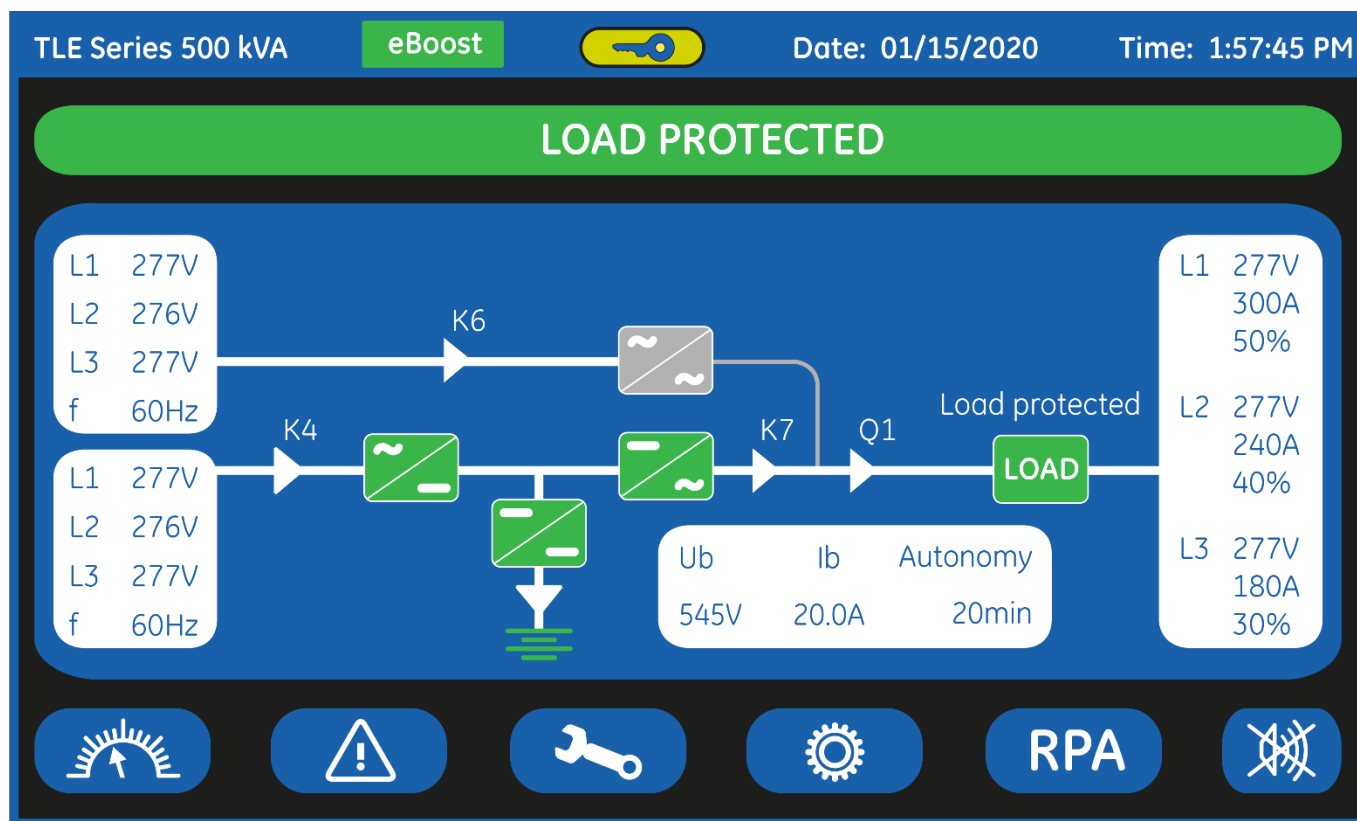 TLE Series 500 kVA eBoost Date: 01/15/2020 Time: 1:57:45 PM
LOAD PROTECTED
L1 277V
L2 276V
L3 277V
f 60Hz
K6
L1 277V
L2 276V
L3 277V
f 60Hz
K4
K7
Q1
Load protected
LOAD
Ub Ib Autonomy
545V 20.0A 20min
L1 277V
300A
50%
L2 277V
240A
40%
L3 277V
180A
30%
RPA